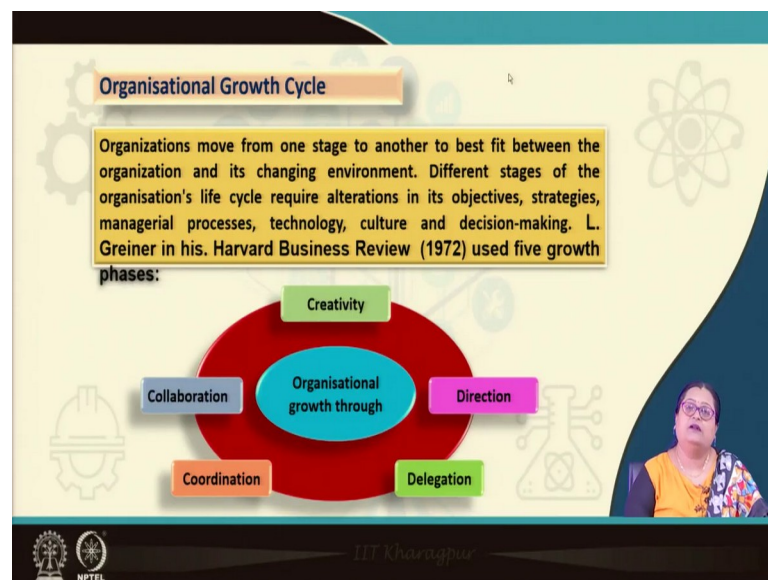 Organisational Growth Cycle
Organizations move from one stage to another to best fit between the
organization and its changing environment. Different stages of the
organisation's life cycle require alterations in its objectives, strategies,
managerial processes, technology, culture and decision-making. L.
Greiner in his. Harvard Business Review (1972) used five growth
phases:
Creativity
Collaboration
Organisational
growth through
Direction
Coordination
Delegation
NPTEL
IIT Kharagpur